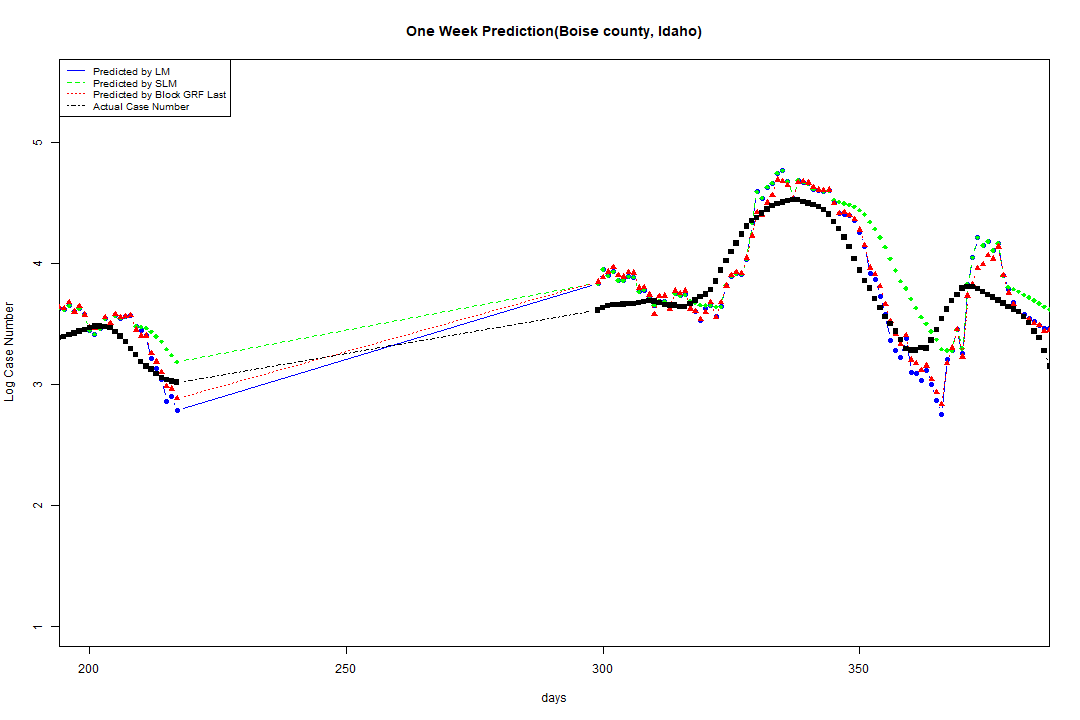 One Week Prediction(Boise county, Idaho)
Predicted by LM
Predicted by SLM
Predicted by Block GRF Last
Actual Case Number
5
4
3
2
1
Log Case Number
200 250 300 350
days